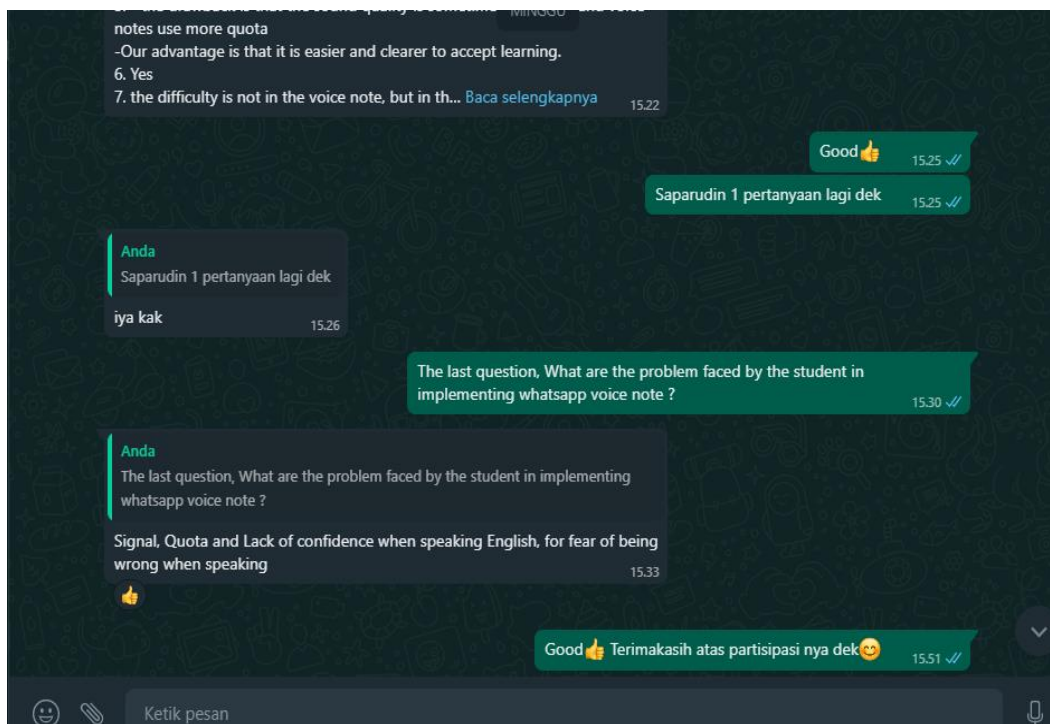 MINGGU
notes use more quota
-Our advantage is that it is easier and clearer to accept learning.
6. Yes
7. the difficulty is not in the voice note, but in th... Baca selengkapnya 15.22
Good👍 15.25
Saparudin 1 pertanyaan lagi dek 15.25
Anda
Saparudin 1 pertanyaan lagi dek
iya kak 15.26
The last question, What are the problem faced by the student in
implementing whatsapp voice note ? 15.30
Anda
The last question, What are the problem faced by the student in implementing
whatsapp voice note ?
Signal, Quota and Lack of confidence when speaking English, for fear of being
wrong when speaking 15.33
👍
Good👍 Terimakasih atas partisipasi nya dek😊 15.51
Ketik pesan